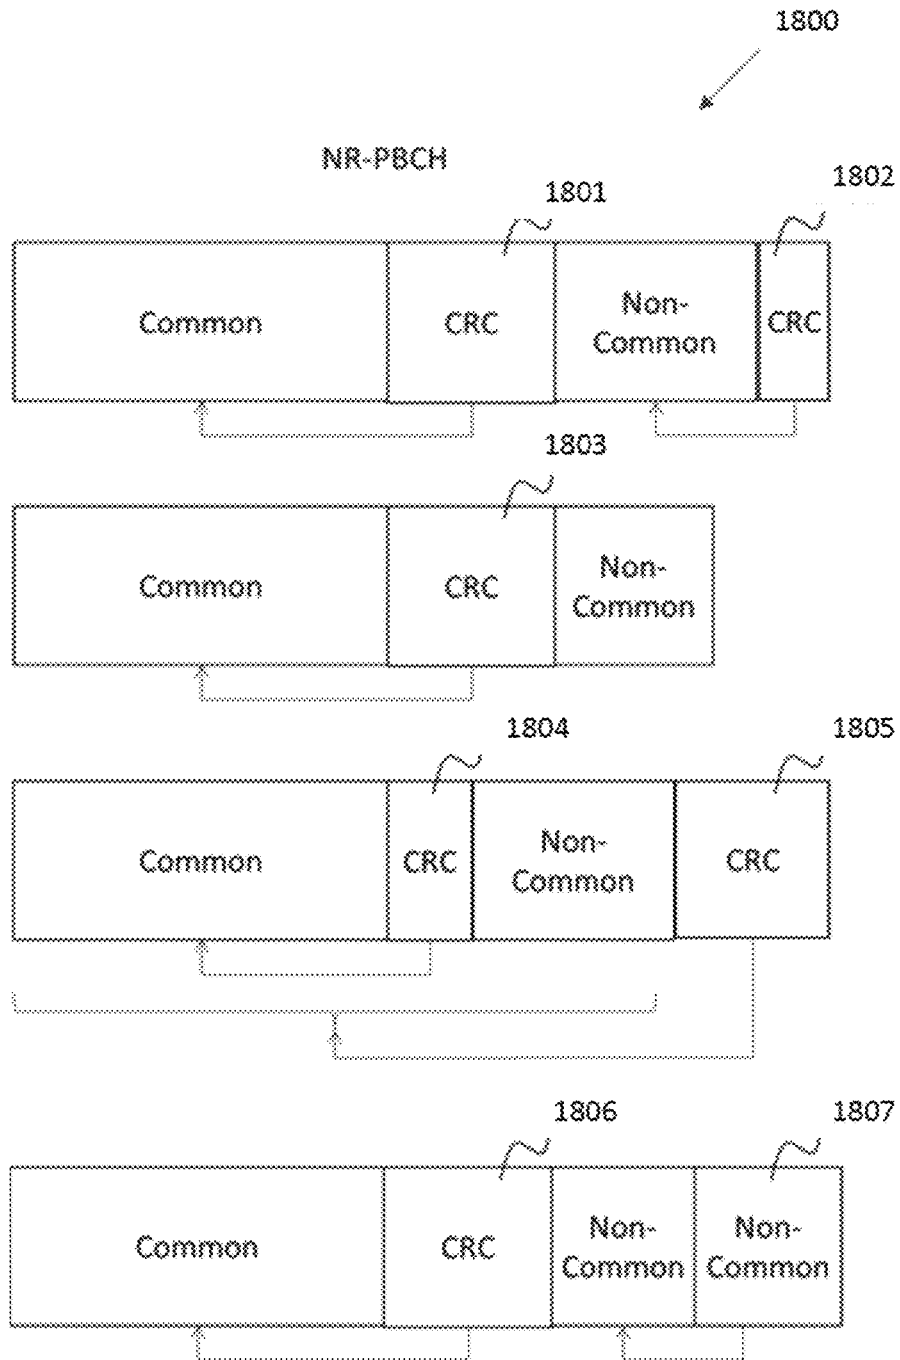 1800
NR-PBCH
1801
1802
Common
CRC
Non-
Common
CRC
1803
Common
CRC
Non-
Common
1804
1805
Common
CRC
Non-
Common
CRC
1806
1807
Common
CRC
Non-
Common
Non-
Common